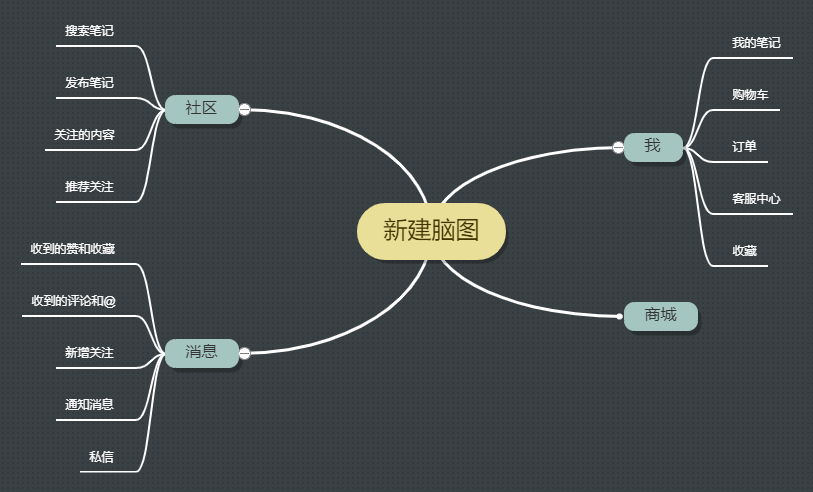 新建脑图
社区
搜索笔记
发布笔记
关注的内容
推荐关注
消息
收到的赞和收藏
收到的评论和@
新增关注
通知消息
私信
我
我的笔记
购物车
订单
客服中心
收藏
商城